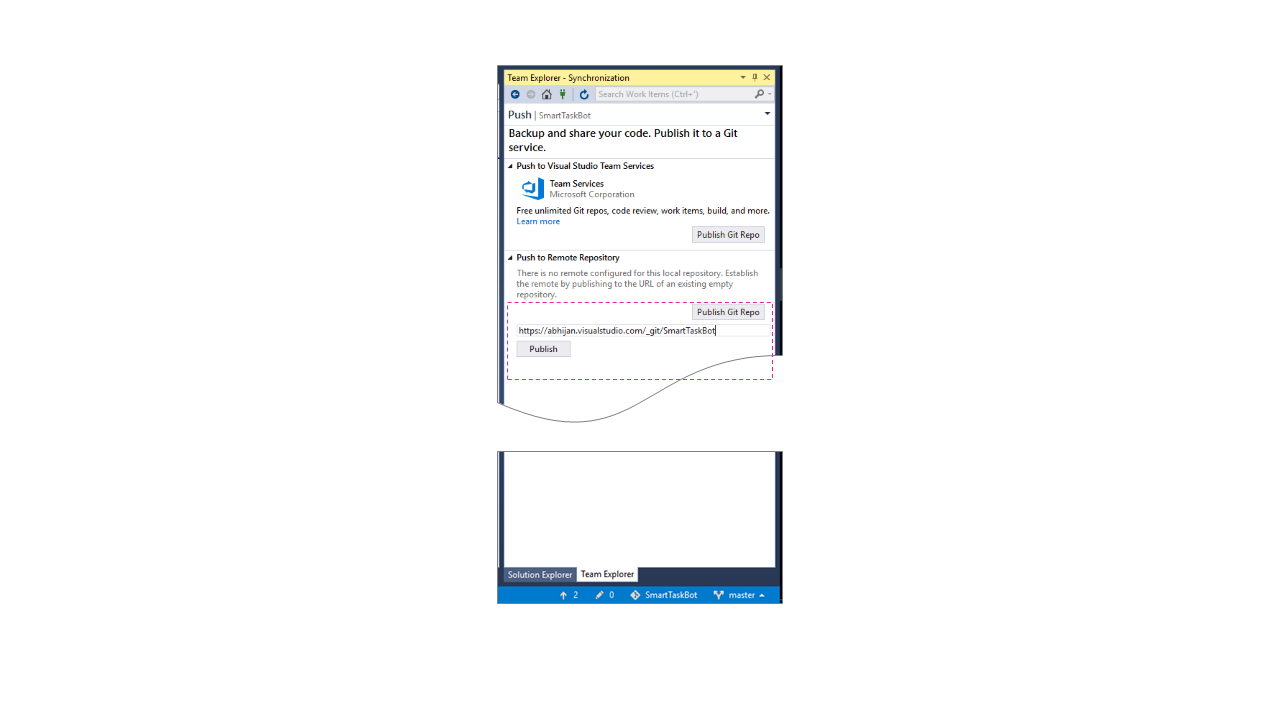 Team Explorer - Synchronization
Search Work Items (Ctrl+')
Push | SmartTaskBot
Backup and share your code. Publish it to a Git
service.
Push to Visual Studio Team Services
Team Services
Microsoft Corporation
Free unlimited Git repos, code review, work items, build, and more.
Learn more
Publish Git Repo
Push to Remote Repository
There is no remote configured for this local repository. Establish
the remote by publishing to the URL of an existing empty
repository.
Publish Git Repo
https://abhijan.visualstudio.com/_git/SmartTaskBot
Publish
Solution Explorer Team Explorer
2 0 SmartTaskBot master